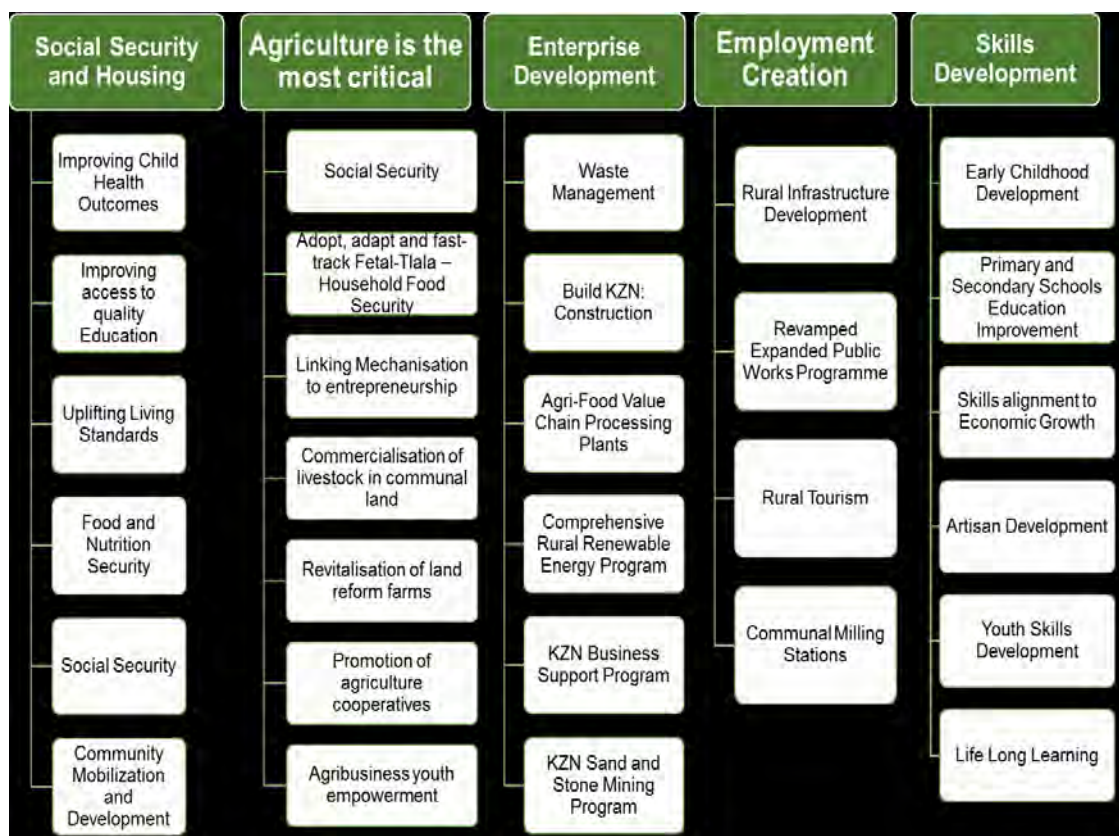 Social Security
and Housing
Improving Child
Health
Outcomes
Improving
access to
quality
Education
Uplifting Living
Standards
Food and
Nutrition
Security
Social Security
Community
Mobilization
and
Development
Agriculture is the
most critical
Social Security
Adopt, adapt and fast-
track Fetal-Tlala –
Household Food
Security
Linking Mechanisation
to entrepreneurship
Commercialisation of
livestock in communal
land
Revitalisation of land
reform farms
Promotion of
agriculture
cooperatives
Agribusiness youth
empowerment
Enterprise
Development
Waste
Management
Build KZN:
Construction
Agri-Food Value
Chain Processing
Plants
Comprehensive
Rural Renewable
Energy Program
KZN Business
Support Program
KZN Sand and
Stone Mining
Program
Employment
Creation
Rural Infrastructure
Development
Revamped
Expanded Public
Works Programme
Rural Tourism
Communal Milling
Stations
Skills
Development
Early Childhood
Development
Primary and
Secondary Schools
Education
Improvement
Skills alignment to
Economic Growth
Artisan Development
Youth Skills
Development
Life Long Learning